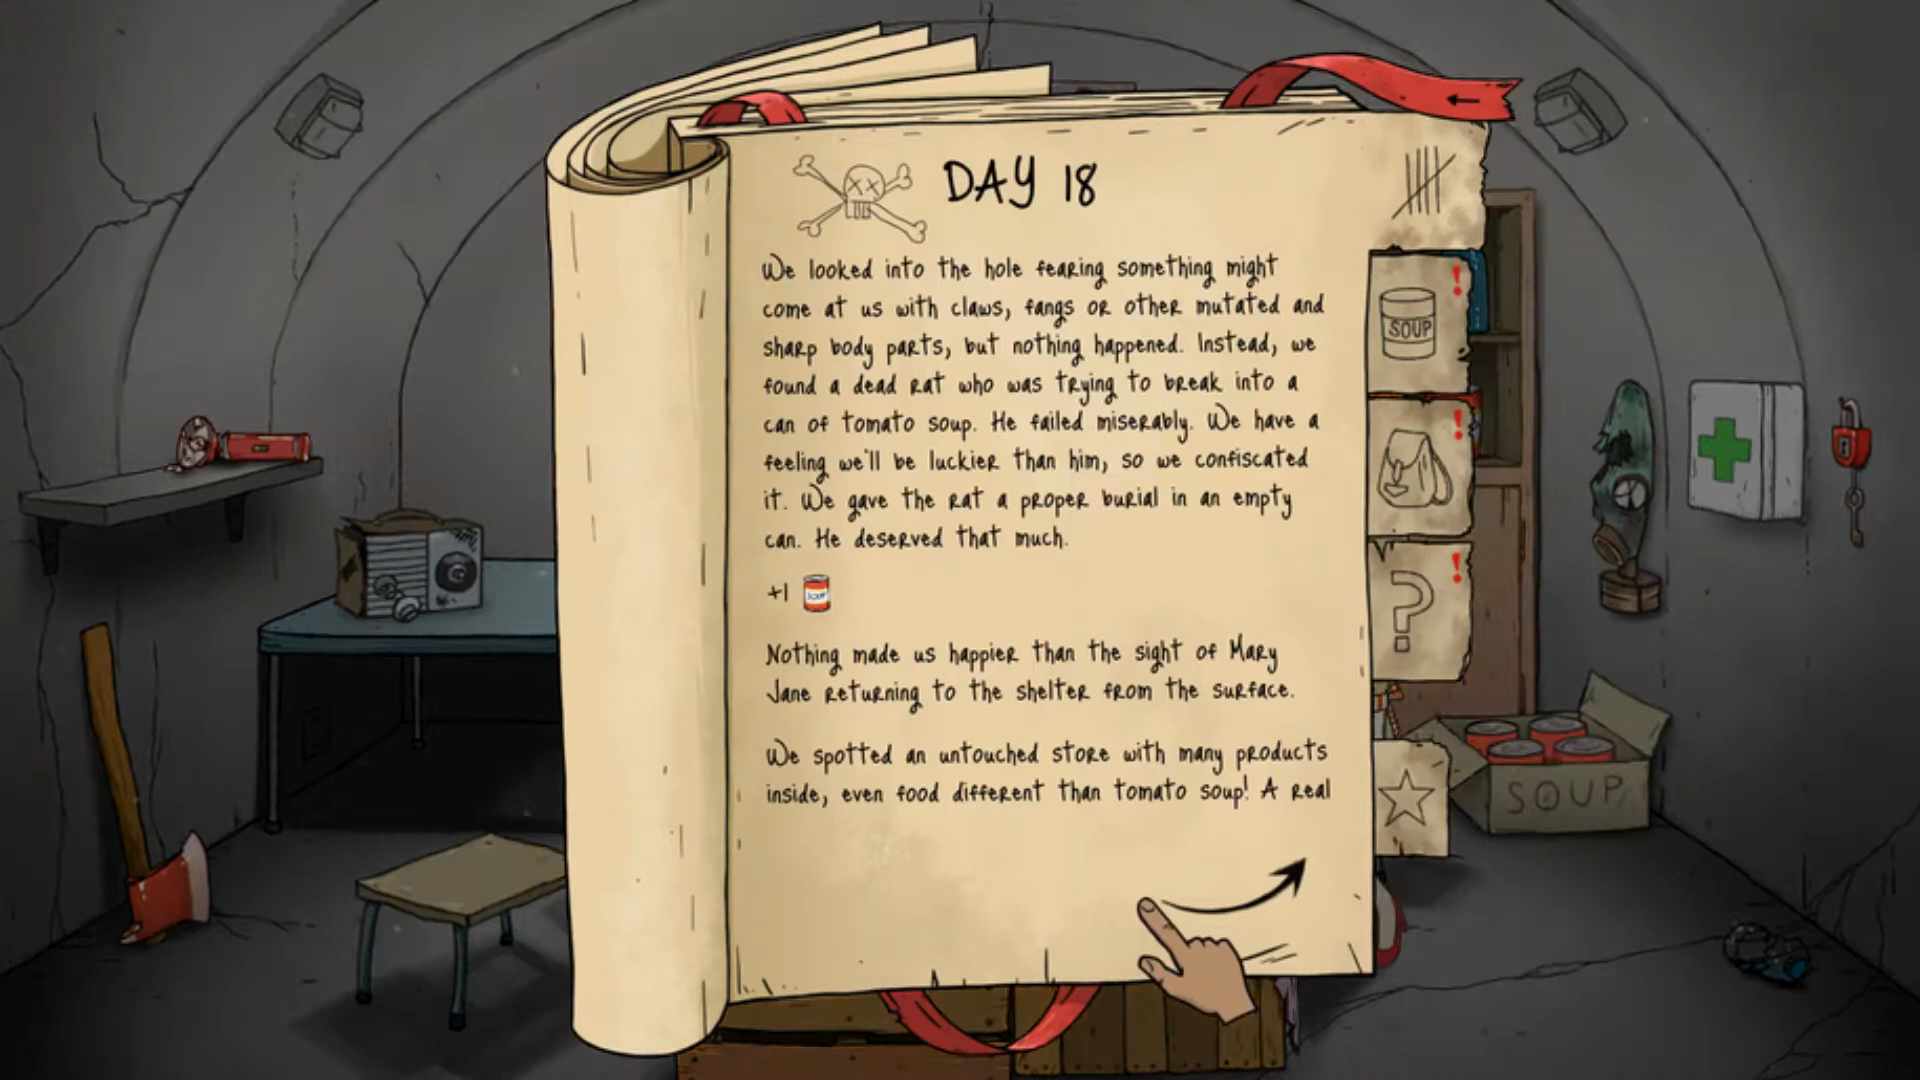 DAY 18
We looked into the hole fearing something might
come at us with claws, fangs or other mutated and
sharp body parts, but nothing happened. Instead, we
found a dead rat who was trying to break into a
can of tomato soup. He failed miserably. We have a
feeling we'll be luckier than him, so we confiscated
it. We gave the rat a proper burial in an empty
can. He deserved that much.
+1
SOUP
Nothing made us happier than the sight of Mary
Jane returning to the shelter from the surface.
We spotted an untouched store with many products
inside, even food different than tomato soup! A real
!
SOUP
!
!
?
SOUP